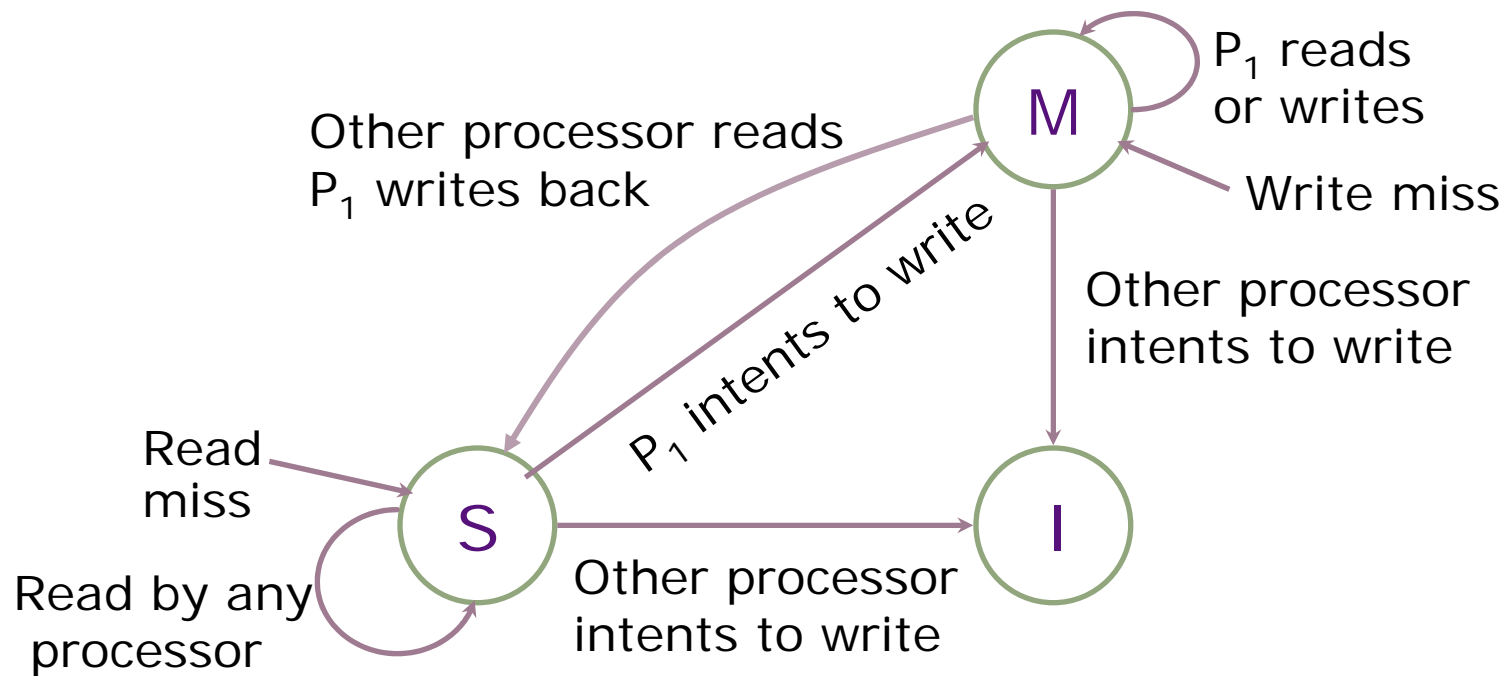 M
P₁ reads
or writes
Other processor reads
P₁ writes back
Write miss
P₁ intents to write
Other processor
intents to write
Read
miss
S
I
Read by any
processor
Other processor
intents to write